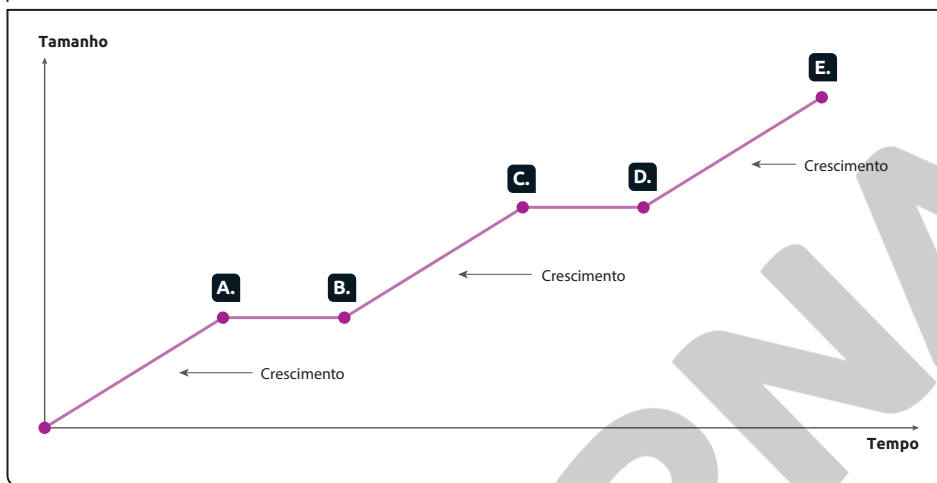 Tamanho
E.
Crescimento
C.
D.
Crescimento
A.
B.
Crescimento
Tempo